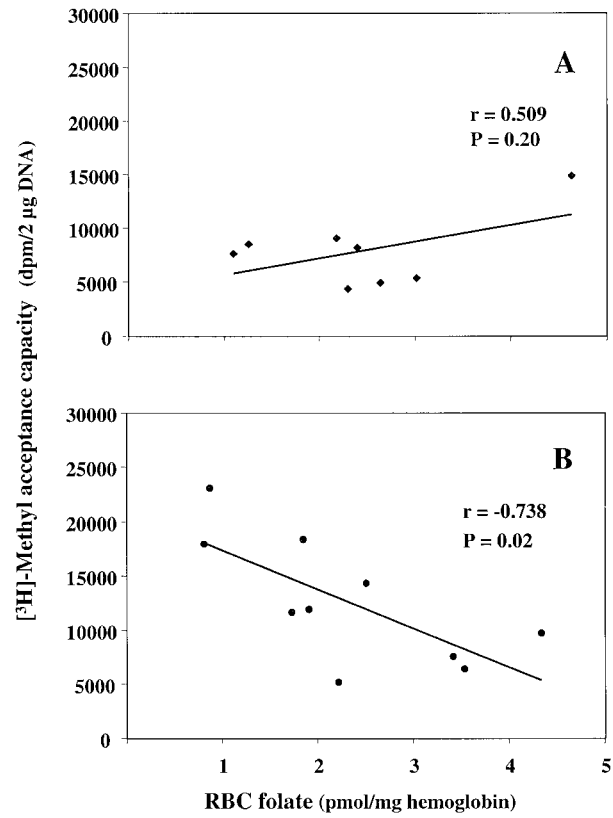 [³H]-Methyl acceptance capacity (dpm/2 µg DNA)
30000
25000
20000
15000
10000
5000
0
A
r = 0.509
P = 0.20
30000
25000
20000
15000
10000
5000
0
B
r = -0.738
P = 0.02
1 2 3 4 5
RBC folate (pmol/mg hemoglobin)